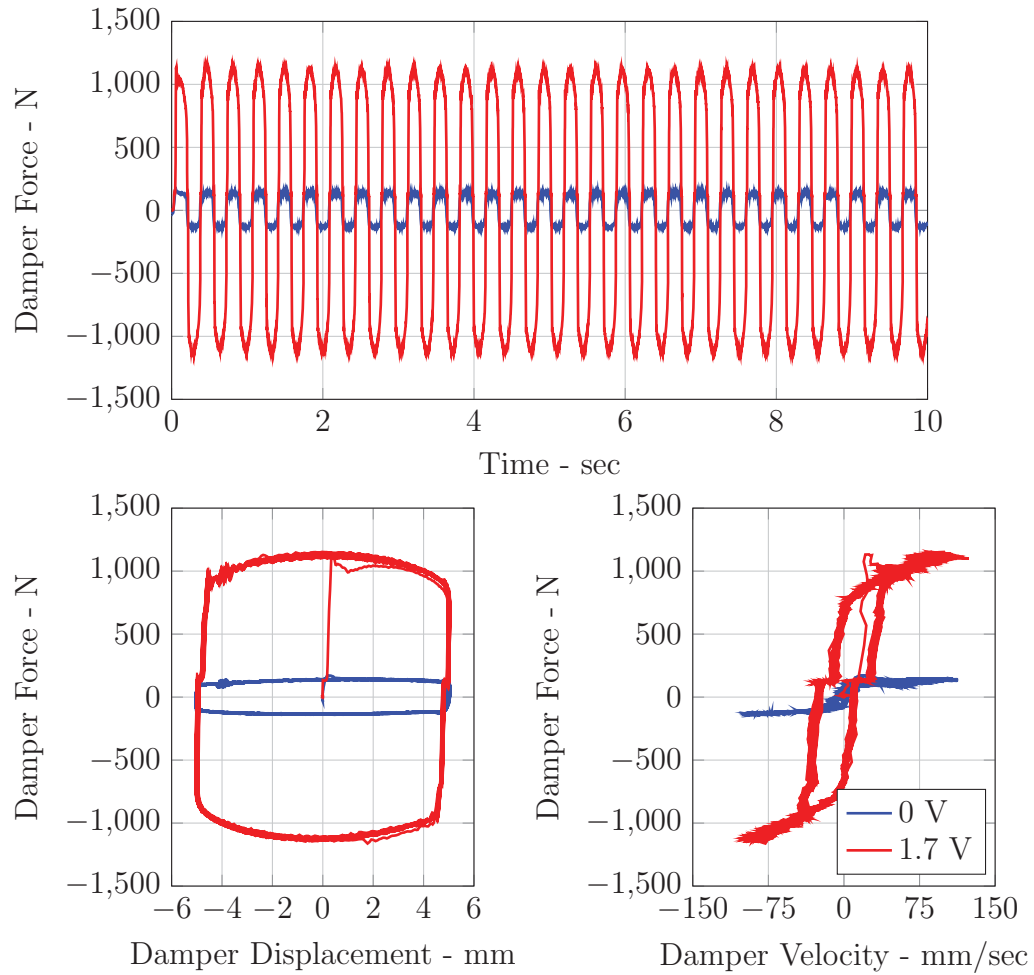 1,500
1,000
500
0
−500
−1,000
−1,500
Damper Force - N
0 2 4 6 8 10
Time - sec
1,500
1,000
500
0
−500
−1,000
−1,500
Damper Force - N
−6 −4 −2 0 2 4 6
Damper Displacement - mm
1,500
1,000
500
0
−500
−1,000
−1,500
Damper Force - N
0 V
1.7 V
−150 −75 0 75 150
Damper Velocity - mm/sec